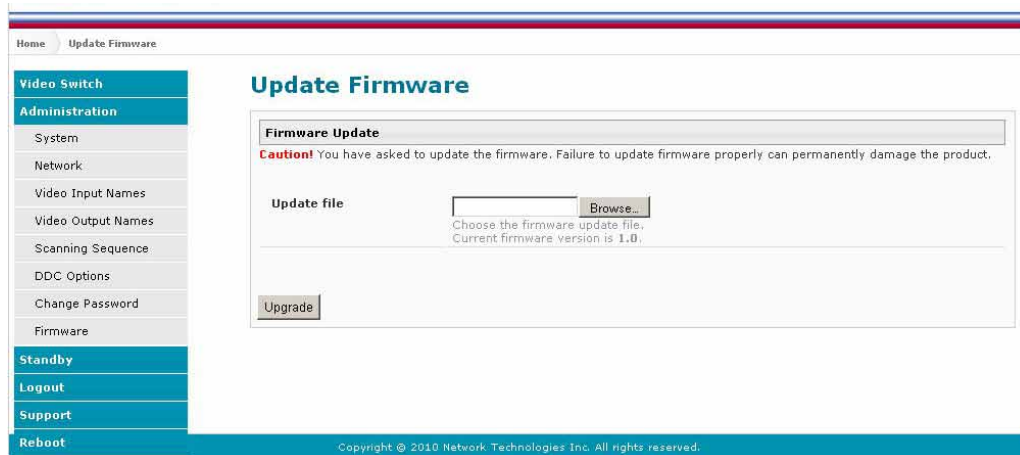 Home Update Firmware
Video Switch
Administration
System
Network
Video Input Names
Video Output Names
Scanning Sequence
DDC Options
Change Password
Firmware
Standby
Logout
Support
Reboot
Update Firmware
Firmware Update
Caution! You have asked to update the firmware. Failure to update firmware properly can permanently damage the product.
Update file
Browse...
Choose the firmware update file.
Current firmware version is 1.0.
Upgrade
Copyright @ 2010 Network Technologies Inc. All rights reserved.